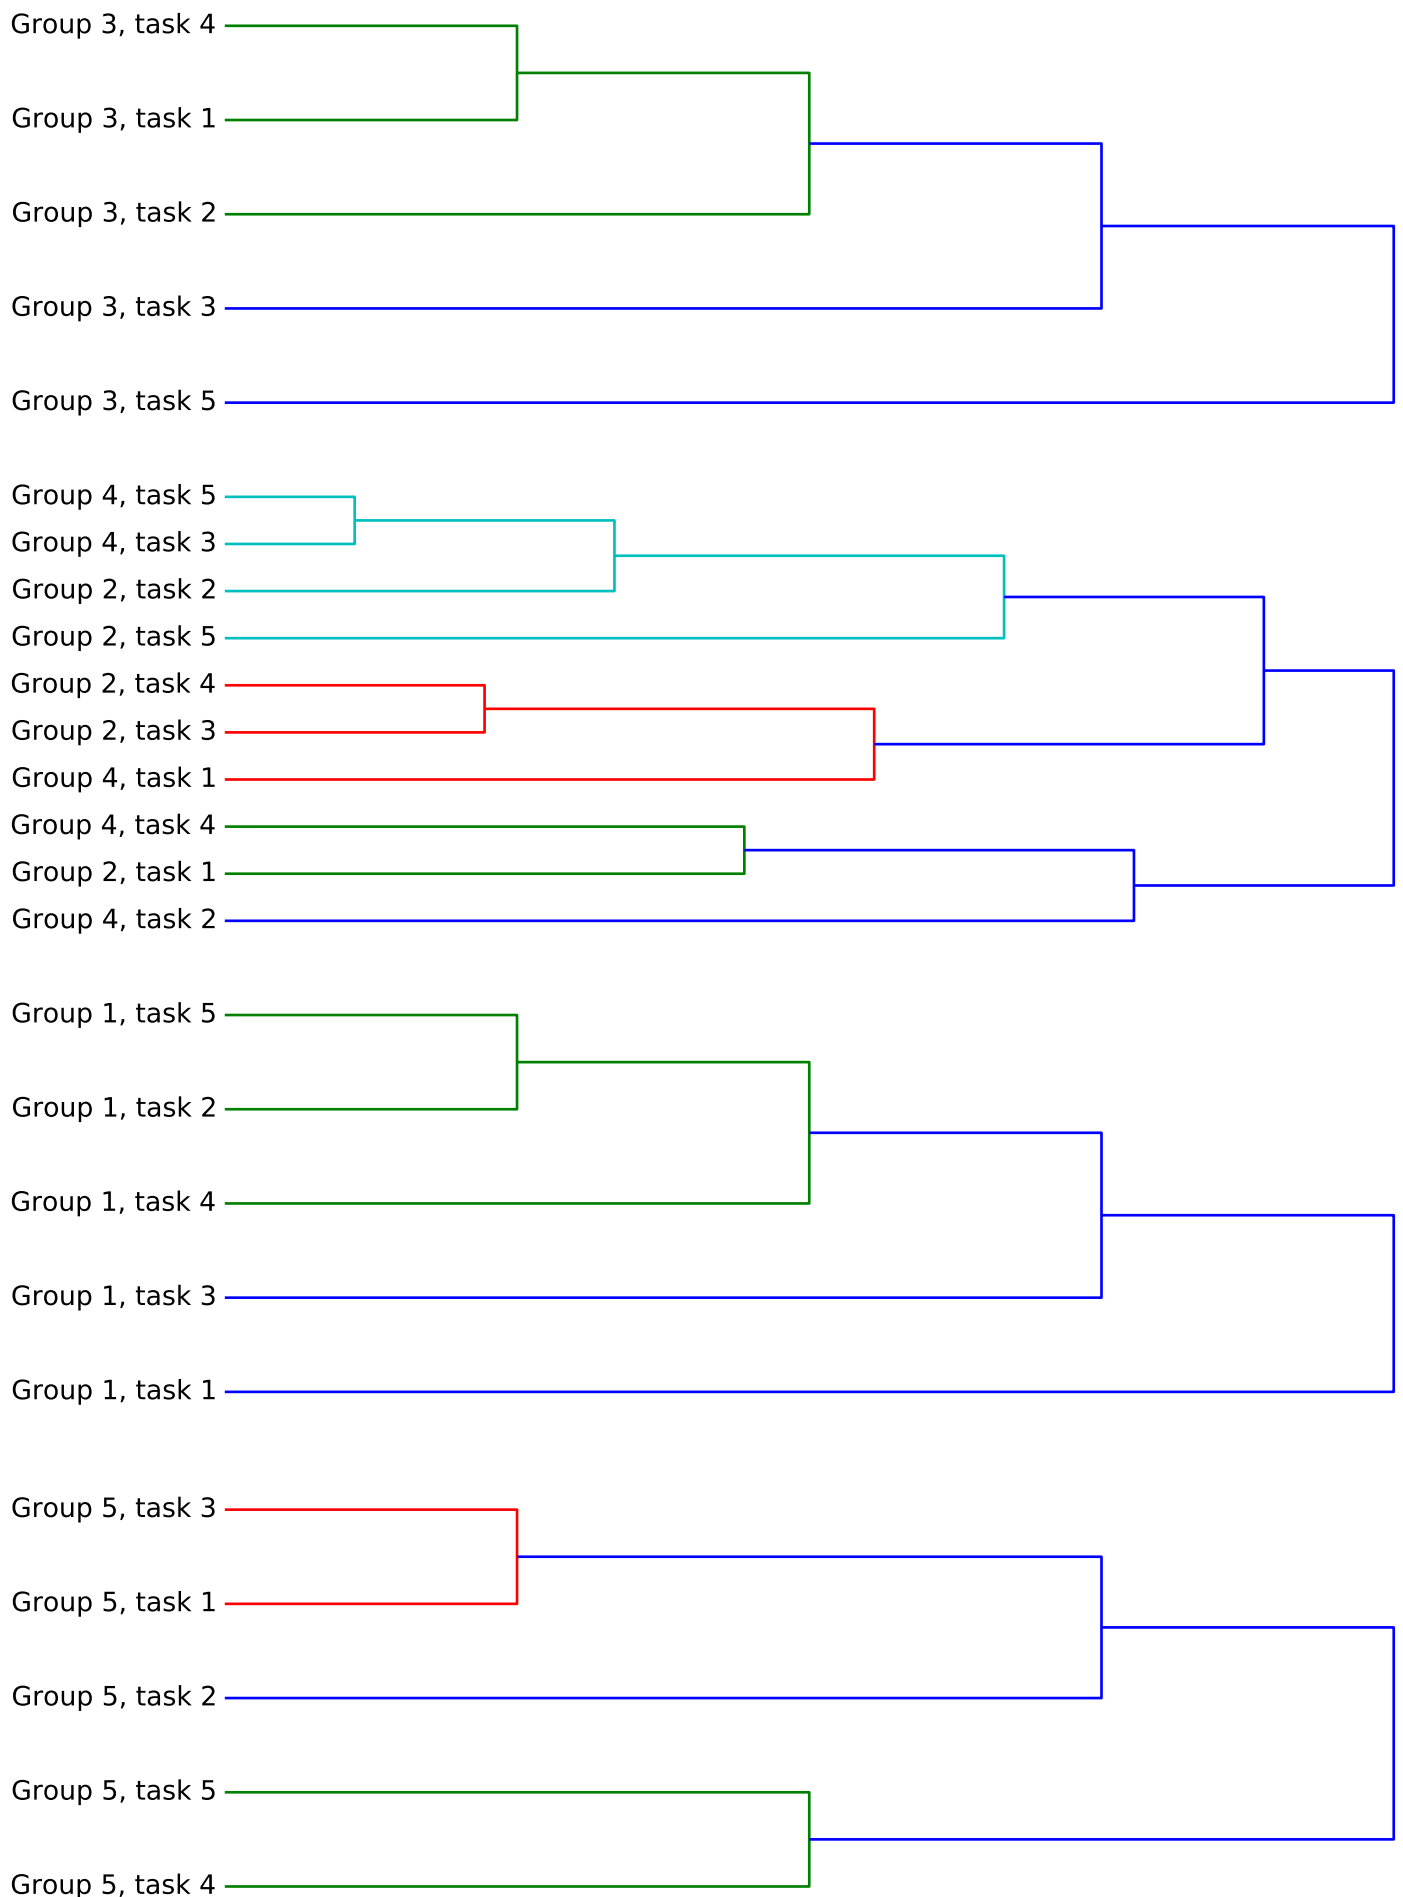 Group 3, task 4
Group 3, task 1
Group 3, task 2
Group 3, task 3
Group 3, task 5
Group 4, task 5
Group 4, task 3
Group 2, task 2
Group 2, task 5
Group 2, task 4
Group 2, task 3
Group 4, task 1
Group 4, task 4
Group 2, task 1
Group 4, task 2
Group 1, task 5
Group 1, task 2
Group 1, task 4
Group 1, task 3
Group 1, task 1
Group 5, task 3
Group 5, task 1
Group 5, task 2
Group 5, task 5
Group 5, task 4